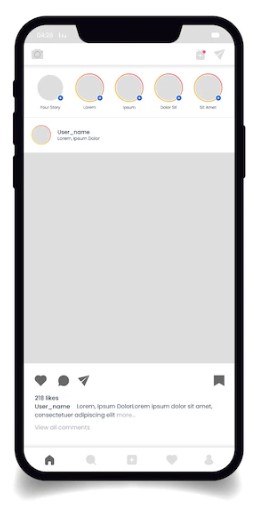 Your Story Lorem Ipsum Dolor Sit Sit Amet
User_name
Lorem, Ipsum Dolor
218 likes
User_name Lorem, Ipsum DolorLorem ipsum dolor sit amet,
consectetuer adipiscing elit more...
View all comments